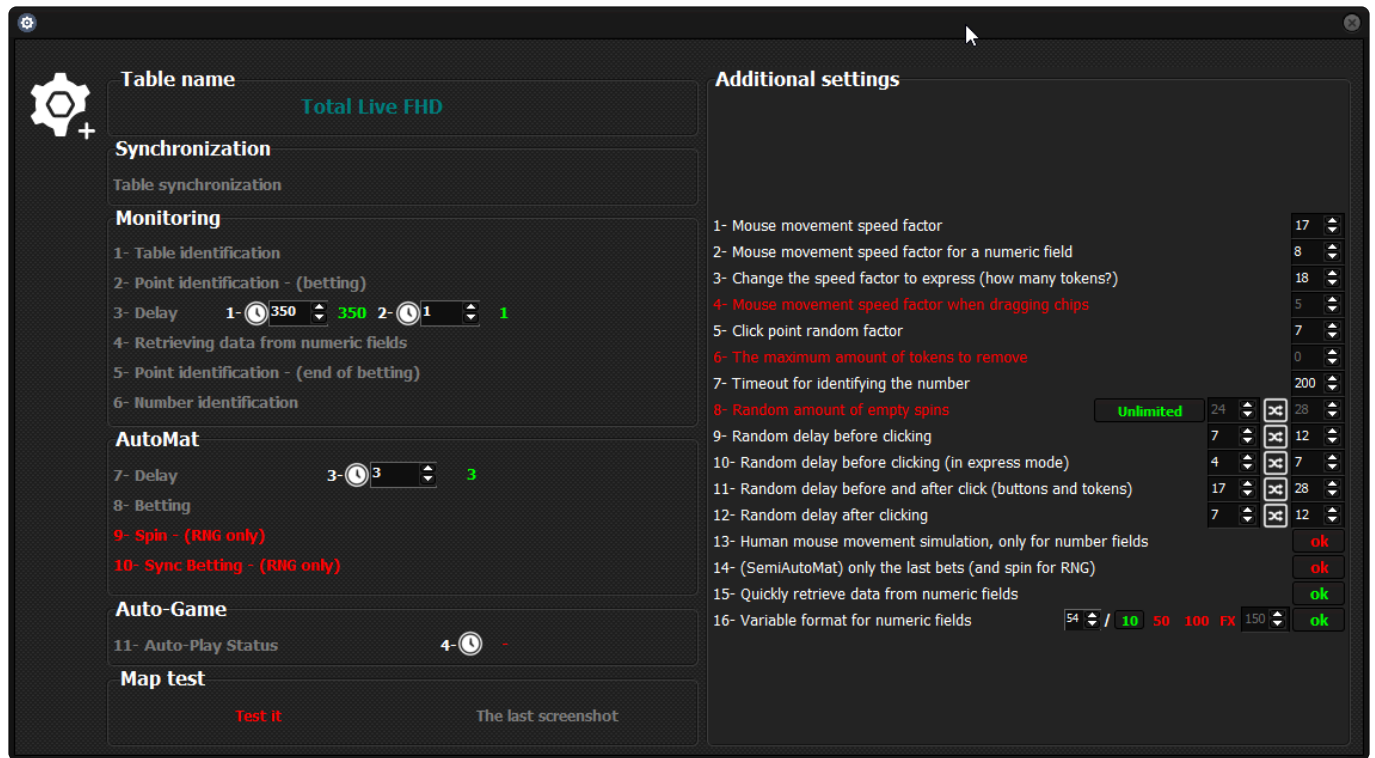 Table name
Total Live FHD
Synchronization
Table synchronization
Monitoring
1- Table identification
2- Point identification - (betting)
3- Delay 1- 350 350 2- 1 1
4- Retrieving data from numeric fields
5- Point identification - (end of betting)
6- Number identification
AutoMat
7- Delay 3- 3 3
8- Betting
9- Spin - (RNG only)
10- Sync Betting - (RNG only)
Auto-Game
11- Auto-Play Status 4- -
Map test
Test it The last screenshot
Additional settings
1- Mouse movement speed factor 17
2- Mouse movement speed factor for a numeric field 8
3- Change the speed factor to express (how many tokens?) 18
4- Mouse movement speed factor when dragging chips 5
5- Click point random factor 7
6- The maximum amount of tokens to remove 0
7- Timeout for identifying the number 200
8- Random amount of empty spins Unlimited 24 28
9- Random delay before clicking 7 12
10- Random delay before clicking (in express mode) 4 7
11- Random delay before and after click (buttons and tokens) 17 28
12- Random delay after clicking 7 12
13- Human mouse movement simulation, only for number fields ok
14- (SemiAutoMat) only the last bets (and spin for RNG) ok
15- Quickly retrieve data from numeric fields ok
16- Variable format for numeric fields 54 / 10 50 100 FX 150 ok